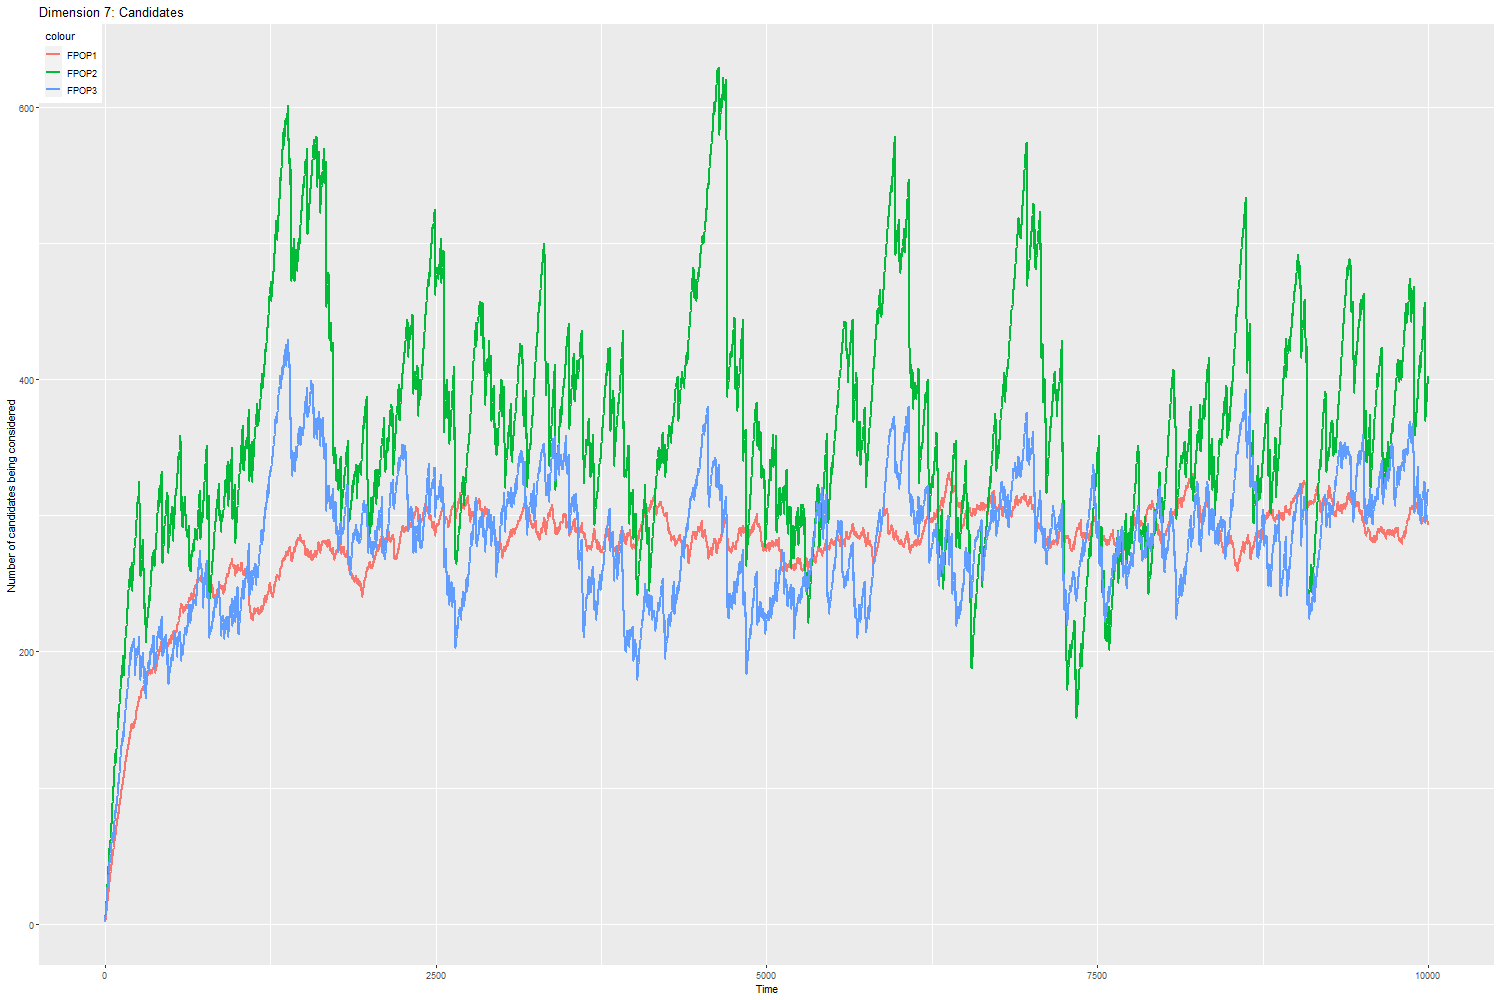 Dimension 7: Candidates
colour
FPOP1
FPOP2
FPOP3
Number of candidates being considered
600
400
200
0
0
2500
5000
7500
10000
Time